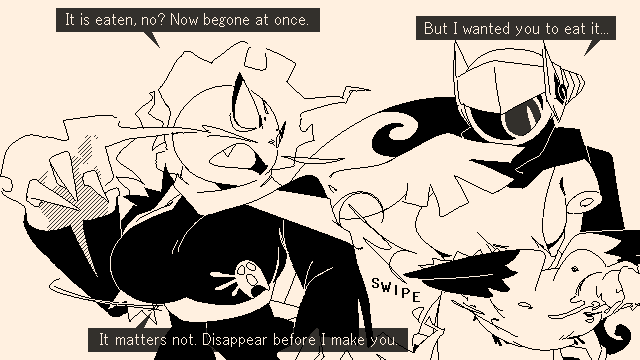 It is eaten, no? Now begone at once.
But I wanted you to eat it...
SWIPE
It matters not. Disappear before I make you.